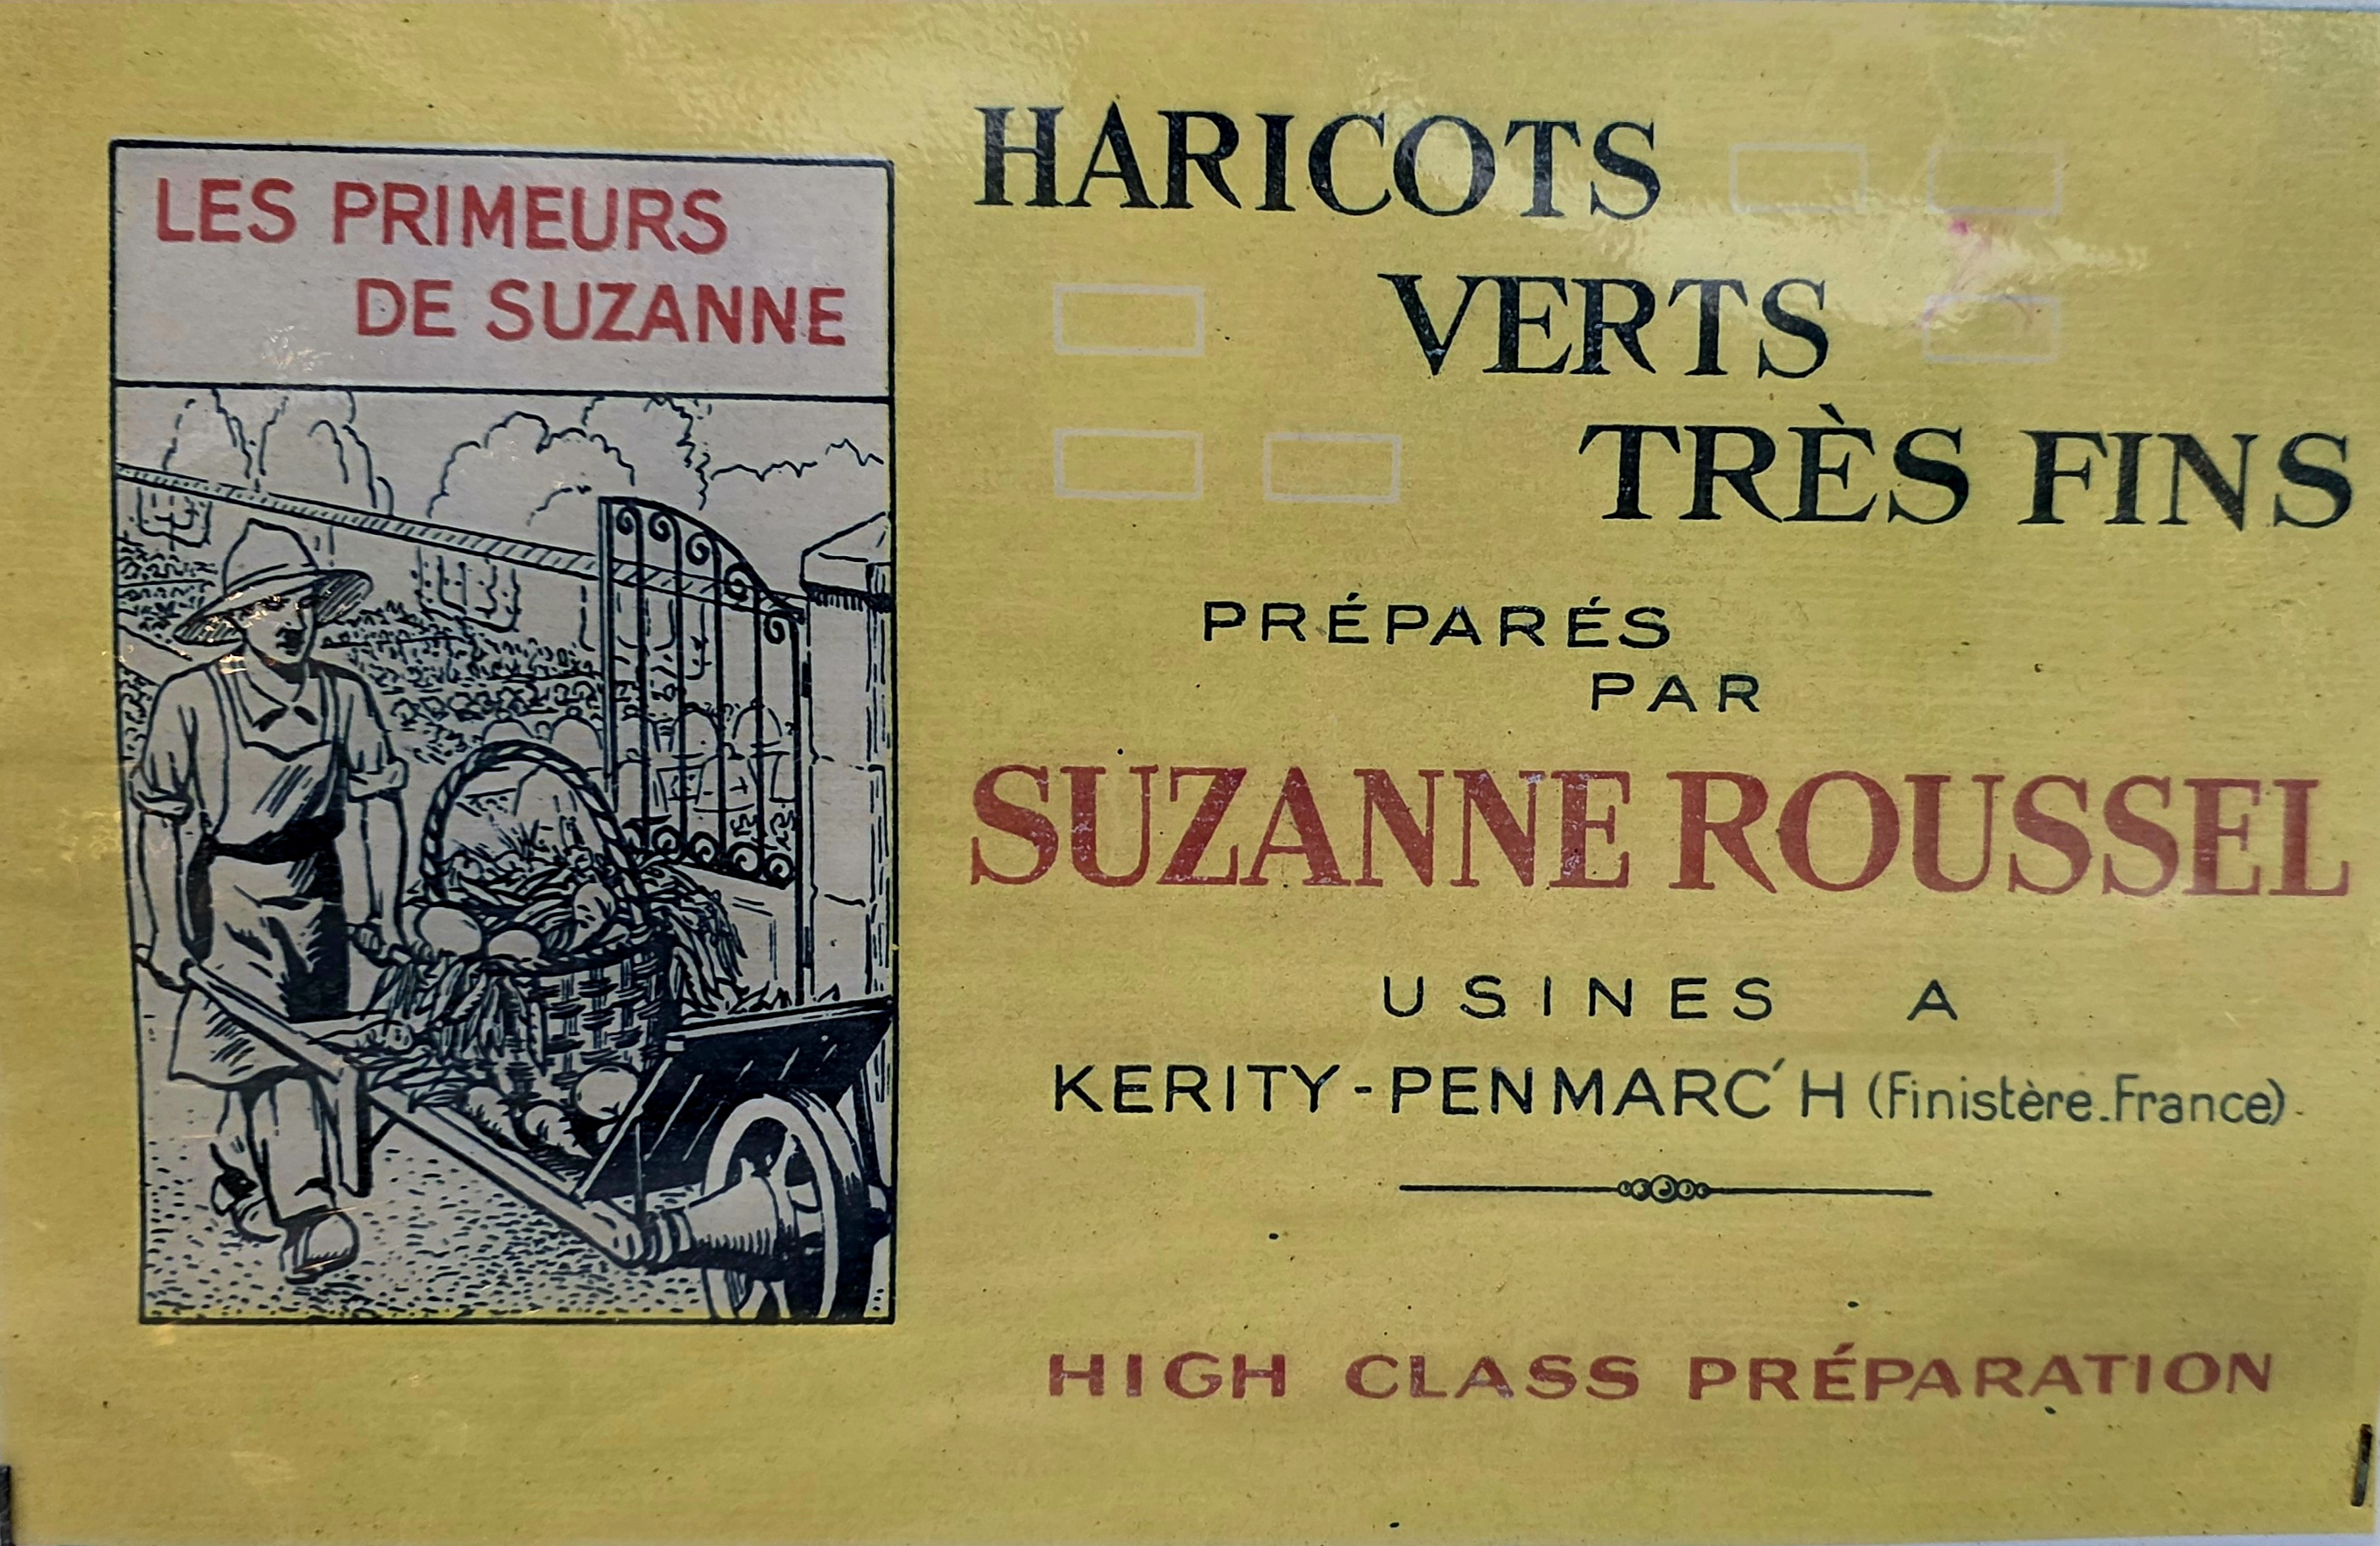 LES PRIMEURS
DE SUZANNE
HARICOTS
VERTS
TRÈS FINS
PRÉPARÉS
PAR
SUZANNE ROUSSEL
USINES A
KERITY-PENMARC'H (Finistère.France)
HIGH CLASS PRÉPARATION